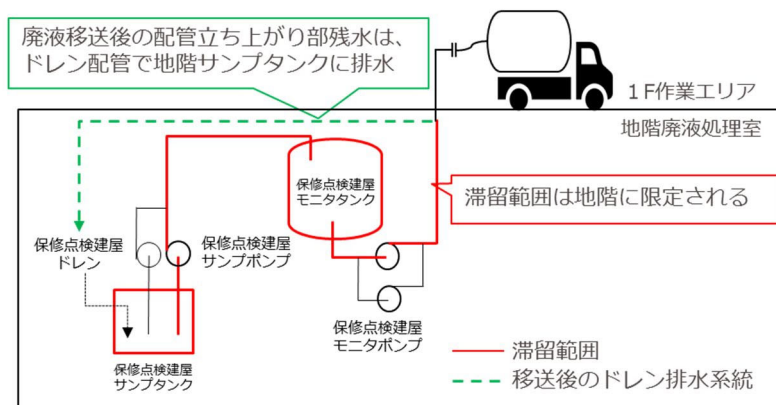 廃液移送後の配管立ち上がり部残水は、
ドレン配管で地階サンプタンクに排水
1F作業エリア
地階廃液処理室
保修点検建屋
モニタタンク
滞留範囲は地階に限定される
保修点検建屋
ドレン
保修点検建屋
サンプポンプ
保修点検建屋
モニタポンプ
保修点検建屋
サンプタンク
滞留範囲
移送後のドレン排水系統